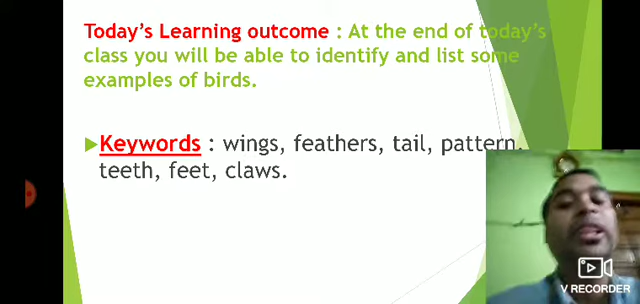 Today's Learning outcome : At the end of today's
class you will be able to identify and list some
examples of birds.
Keywords : wings, feathers, tail, pattern,
teeth, feet, claws.
V RECORDER